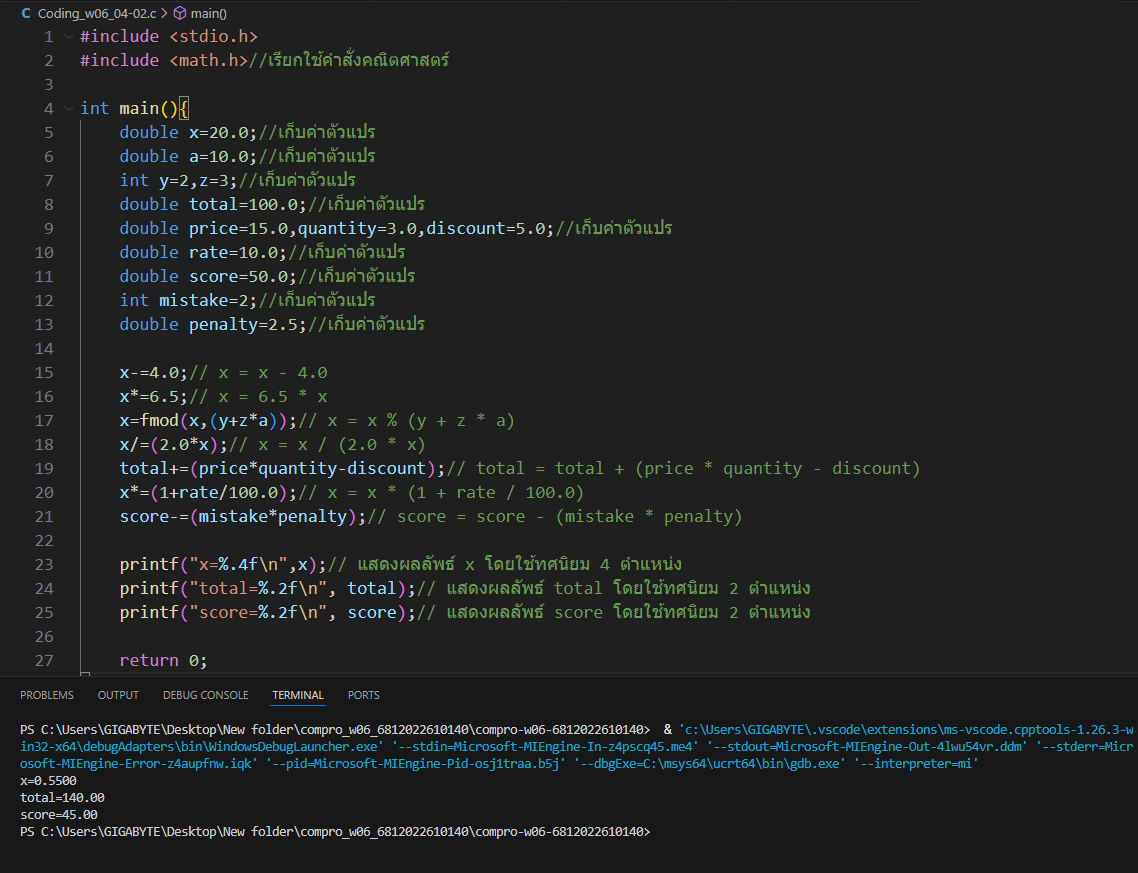 Coding_w06_04-02.c > main()
1 #include <stdio.h>
2 #include <math.h>//เรียกใช้คำสั่งคณิตศาสตร์
3
4 int main(){
5 double x=20.0;//เก็บค่าตัวแปร
6 double a=10.0;//เก็บค่าตัวแปร
7 int y=2,z=3;//เก็บค่าตัวแปร
8 double total=100.0;//เก็บค่าตัวแปร
9 double price=15.0,quantity=3.0,discount=5.0;//เก็บค่าตัวแปร
10 double rate=10.0;//เก็บค่าตัวแปร
11 double score=50.0;//เก็บค่าตัวแปร
12 int mistake=2;//เก็บค่าตัวแปร
13 double penalty=2.5;//เก็บค่าตัวแปร
14
15 x-=4.0;// x = x - 4.0
16 x*=6.5;// x = 6.5 * x
17 x=fmod(x,(y+z*a));// x = x % (y + z * a)
18 x/=(2.0*x);// x = x / (2.0 * x)
19 total+=(price*quantity-discount);// total = total + (price * quantity - discount)
20 x*=(1+rate/100.0);// x = x * (1 + rate / 100.0)
21 score-=(mistake*penalty);// score = score - (mistake * penalty)
22
23 printf("x=%.4f\n",x);// แสดงผลลัพธ์ x โดยใช้ทศนิยม 4 ตำแหน่ง
24 printf("total=%.2f\n", total);// แสดงผลลัพธ์ total โดยใช้ทศนิยม 2 ตำแหน่ง
25 printf("score=%.2f\n", score);// แสดงผลลัพธ์ score โดยใช้ทศนิยม 2 ตำแหน่ง
26
27 return 0;
PROBLEMS OUTPUT DEBUG CONSOLE TERMINAL PORTS
PS C:\Users\GIGABYTE\Desktop\New folder\compro_w06_6812022610140\compro-w06-6812022610140> & 'c:\Users\GIGABYTE\.vscode\extensions\ms-vscode.cpptools-1.26.3-w
in32-x64\debugAdapters\bin\WindowsDebugLauncher.exe' '--stdin=Microsoft-MIEngine-In-z4pscq45.me4' '--stdout=Microsoft-MIEngine-Out-4lwu54vr.ddm' '--stderr=Micr
osoft-MIEngine-Error-z4aupfnw.iqk' '--pid=Microsoft-MIEngine-Pid-osj1traa.b5j' '--dbgExe=C:\msys64\ucrt64\bin\gdb.exe' '--interpreter=mi'
x=0.5500
total=140.00
score=45.00
PS C:\Users\GIGABYTE\Desktop\New folder\compro_w06_6812022610140\compro-w06-6812022610140>